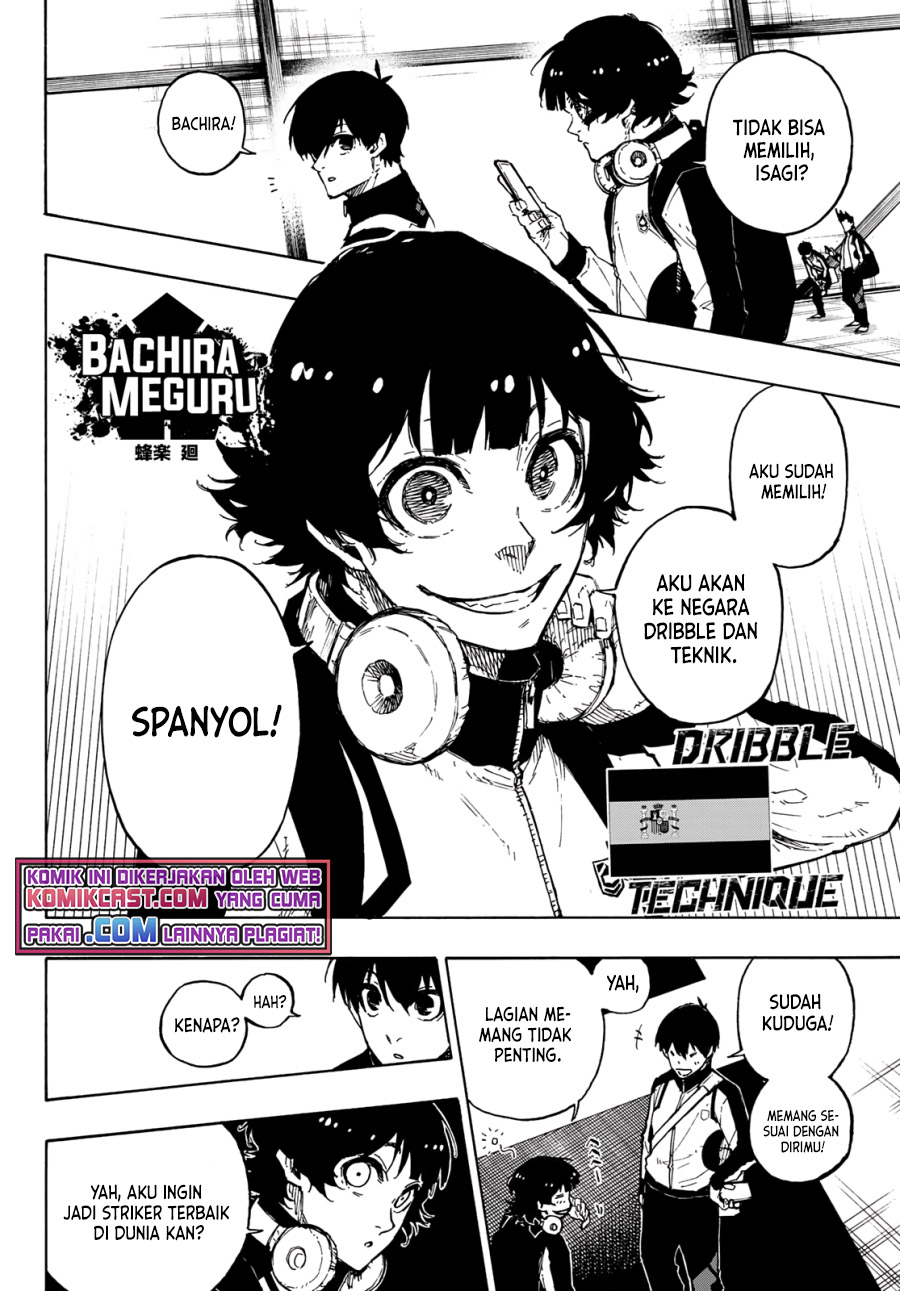 TIDAK BISA
MEMILIH,
ISAGI?
BACHIRA!
BACHIRA
MEGURU
蜂楽 廻
AKU SUDAH
MEMILIH!
AKU AKAN
KE NEGARA
DRIBBLE DAN
TEKNIK.
SPANYOL!
DRIBBLE
TECHNIQUE
KOMIK INI DIKERJAKAN OLEH WEB
KOMIKCAST.COM YANG CUMA
PAKAI .COM LAINNYA PLAGIAT!
SUDAH
KUDUGA!
MEMANG SE-
SUAI DENGAN
DIRIMU!
YAH,
LAGIAN ME-
MANG TIDAK
PENTING.
HAH?
KENAPA?
YAH, AKU INGIN
JADI STRIKER TERBAIK
DI DUNIA KAN?